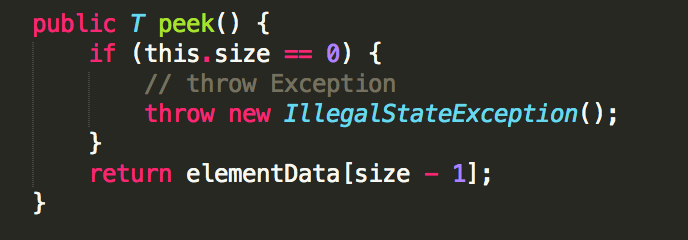 public T peek() {
    if (this.size == 0) {
        // throw Exception
        throw new IllegalStateException();
    }
    return elementData[size - 1];
}